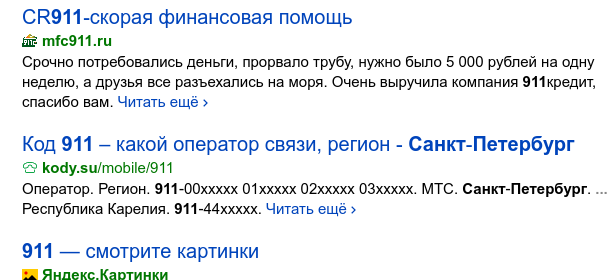 CR911-скорая финансовая помощь
mfc911.ru
Срочно потребовались деньги, прорвало трубу, нужно было 5 000 рублей на одну
неделю, а друзья все разъехались на моря. Очень выручила компания 911кредит,
спасибо вам. Читать ещё ›
Код 911 – какой оператор связи, регион - Санкт-Петербург
kody.su/mobile/911
Оператор. Регион. 911-00xxxxx 01xxxxx 02xxxxx 03xxxxx. МТС. Санкт-Петербург. ...
Республика Карелия. 911-44xxxxx. Читать ещё ›
911 — смотрите картинки
Яндекс.Картинки